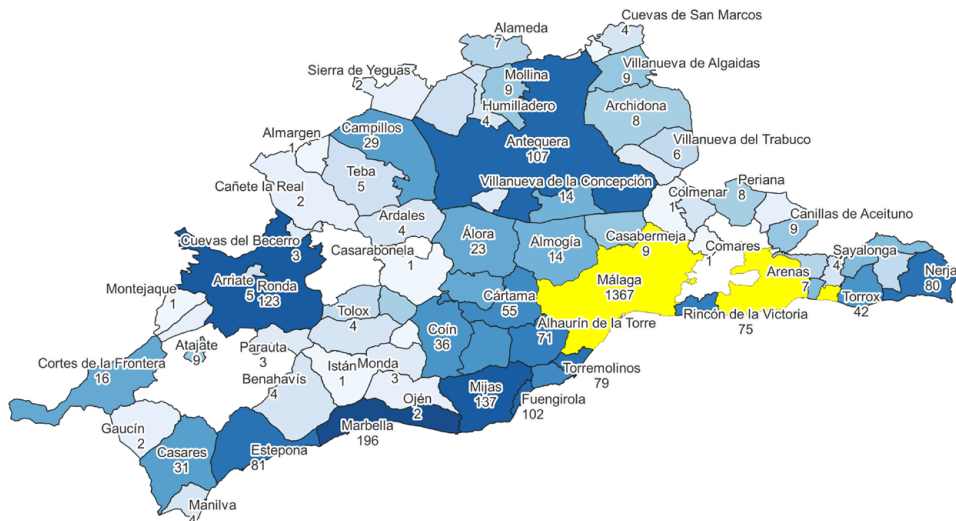 Cuevas de San Marcos
4
Alameda
7
Villanueva de Algaidas
9
Sierra de Yeguas
2
Mollina
9
Humilladero
4
Archidona
8
Almargen
1
Campillos
29
Antequera
107
Villanueva del Trabuco
6
Teba
5
Cañete la Real
2
Villanueva de la Concepción
14
Colmenar
1
Periana
8
Ardales
4
Canillas de Aceituno
9
Cuevas del Becerro
3
Casarabonela
1
Álora
23
Almogía
14
Casabermeja
9
Comares
1
Sayalonga
4
Arriate
5
Ronda
123
Málaga
1367
Arenas
7
Nerja
80
Montejaque
1
Cártama
55
Torrox
42
Tolox
4
Rincón de la Victoria
75
Alhaurín de la Torre
71
Coín
36
Atajate
9
Parauta
3
Cortes de la Frontera
16
Istán
1
Monda
3
Torremolinos
79
Benahavís
4
Mijas
137
Fuengirola
102
Ojén
2
Gaucín
2
Marbella
196
Casares
31
Estepona
81
Manilva
4